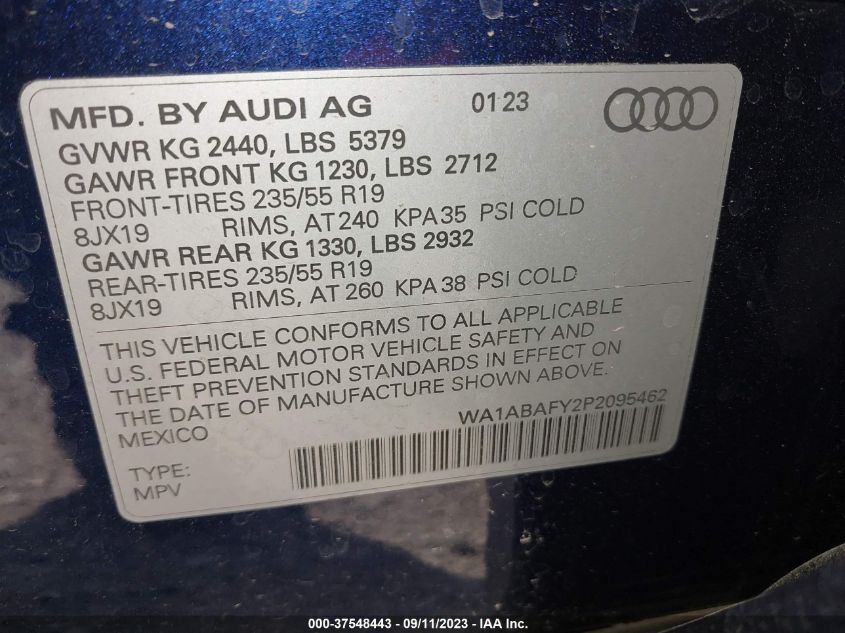 MFD. BY AUDI AG 01 23
GVWR KG 2440, LBS 5379
GAWR FRONT KG 1230, LBS 2712
FRONT-TIRES 235/55 R19
8JX19 RIMS, AT 240 KPA 35 PSI COLD
GAWR REAR KG 1330, LBS 2932
REAR-TIRES 235/55 R19
8JX19 RIMS, AT 260 KPA 38 PSI COLD
THIS VEHICLE CONFORMS TO ALL APPLICABLE
U.S. FEDERAL MOTOR VEHICLE SAFETY AND
THEFT PREVENTION STANDARDS IN EFFECT ON
THE DATE OF MANUFACTURE SHOWN ABOVE.
MEXICO WA1ABAFY2P2095462
TYPE:
MPV
000-37548443 - 09/11/2023 - IAA Inc.